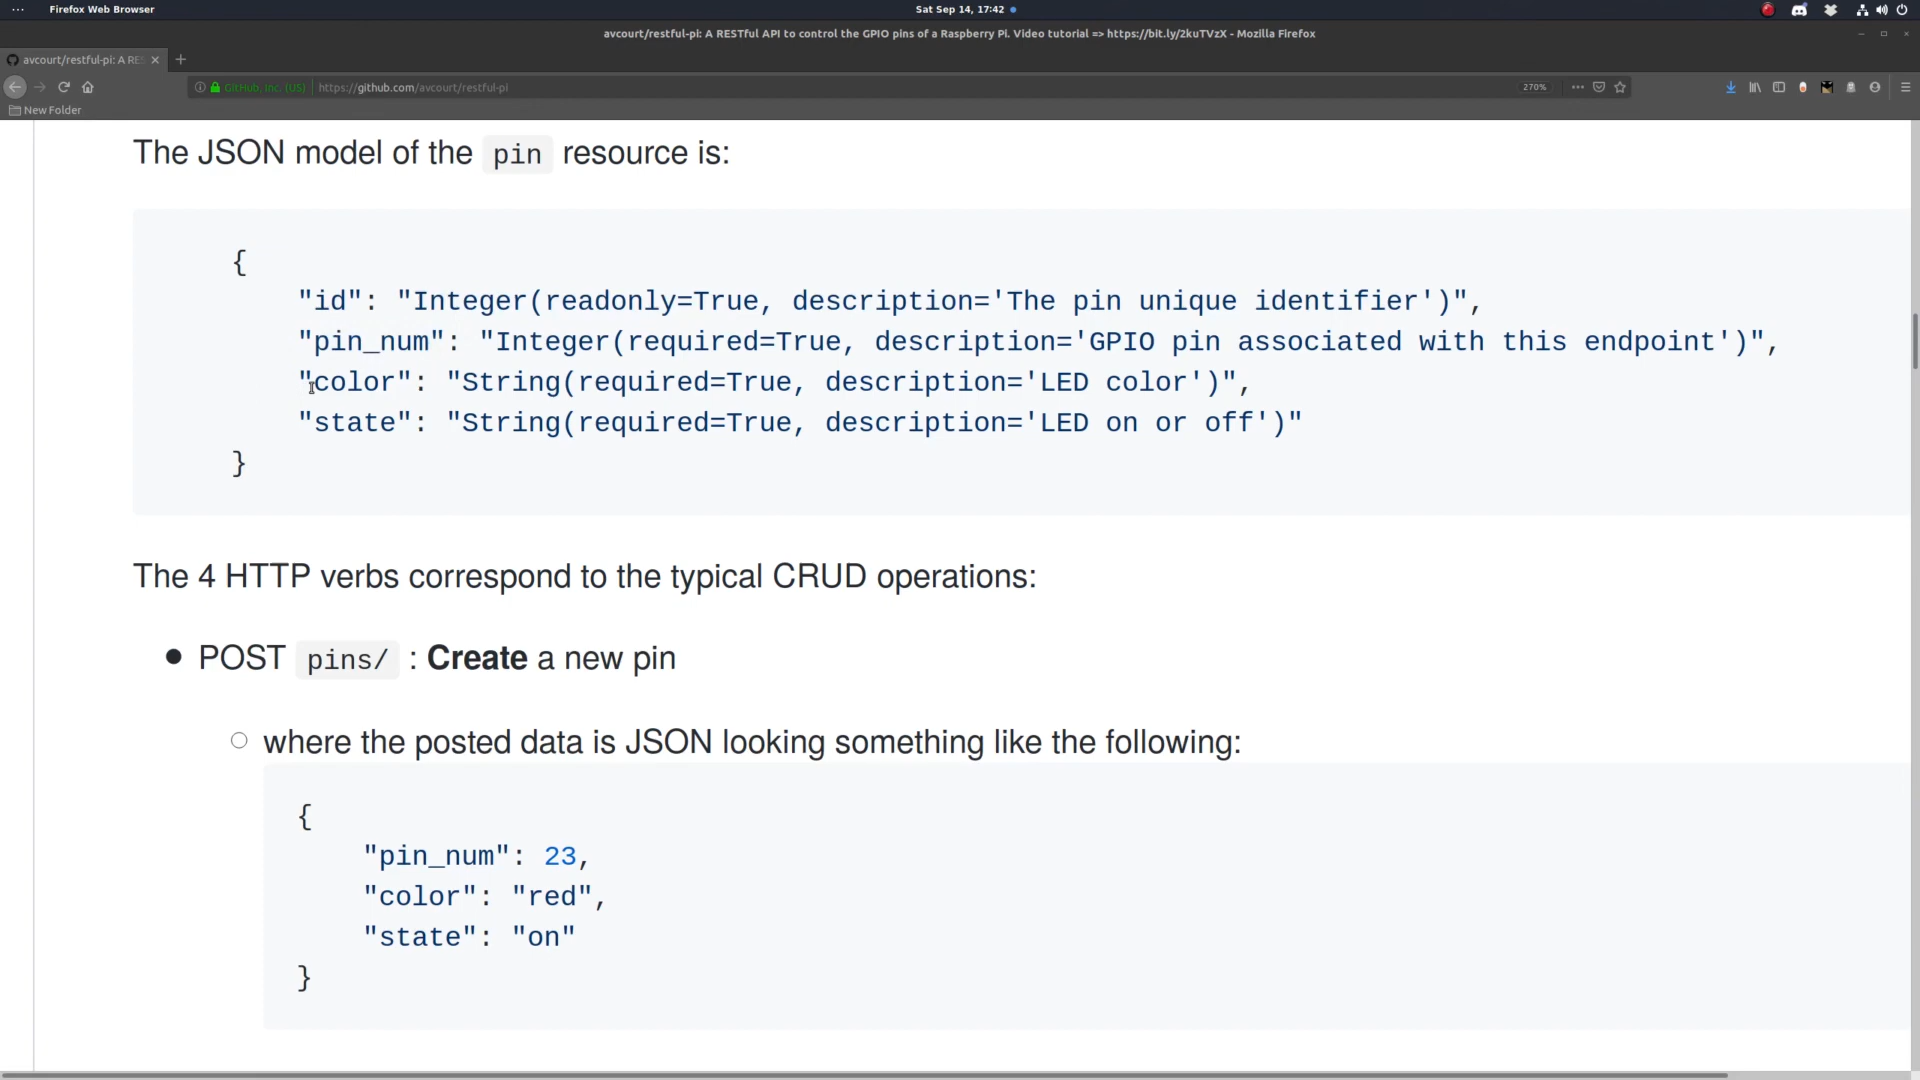 Firefox Web Browser
Sat Sep 14, 17:42
avcourt/restful-pi: A RESTful API to control the GPIO pins of a Raspberry Pi. Video tutorial => https://bit.ly/2kuTVzX - Mozilla Firefox
avcourt/restful-pi: A RE
GitHub, Inc. (US)
https://github.com/avcourt/restful-pi
270%
New Folder
The JSON model of the pin resource is:
{
"id": "Integer(readonly=True, description='The pin unique identifier')",
"pin_num": "Integer(required=True, description='GPIO pin associated with this endpoint')",
"color": "String(required=True, description='LED color')",
"state": "String(required=True, description='LED on or off')"
}
The 4 HTTP verbs correspond to the typical CRUD operations:
POST pins/ : Create a new pin
where the posted data is JSON looking something like the following:
{
"pin_num": 23,
"color": "red",
"state": "on"
}